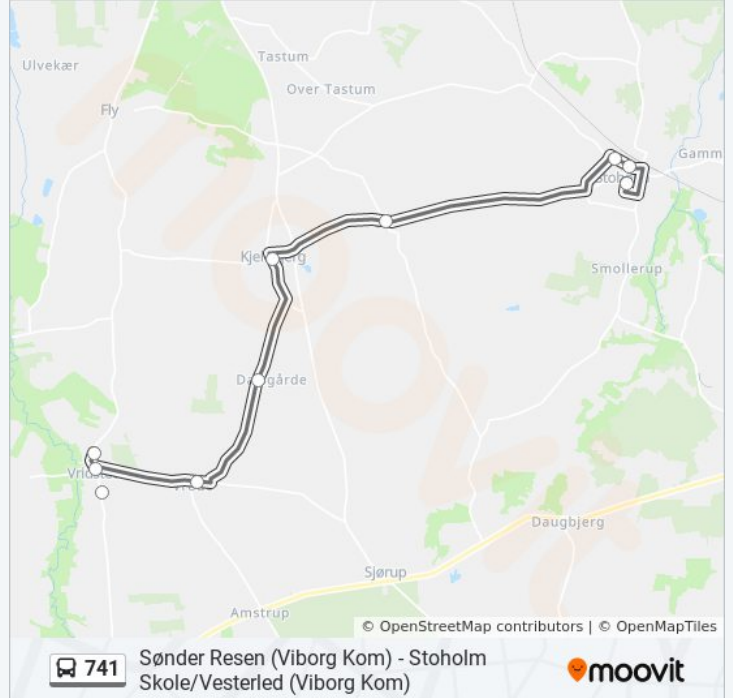 Ulvekær
Tastum
Over Tastum
Fly
Gamm
Smollerup
Daugbjerg
Sjørup
Amstrup
© OpenStreetMap contributors | © OpenMapTiles
741
Sønder Resen (Viborg Kom) - Stoholm
Skole/Vesterled (Viborg Kom)
moovit